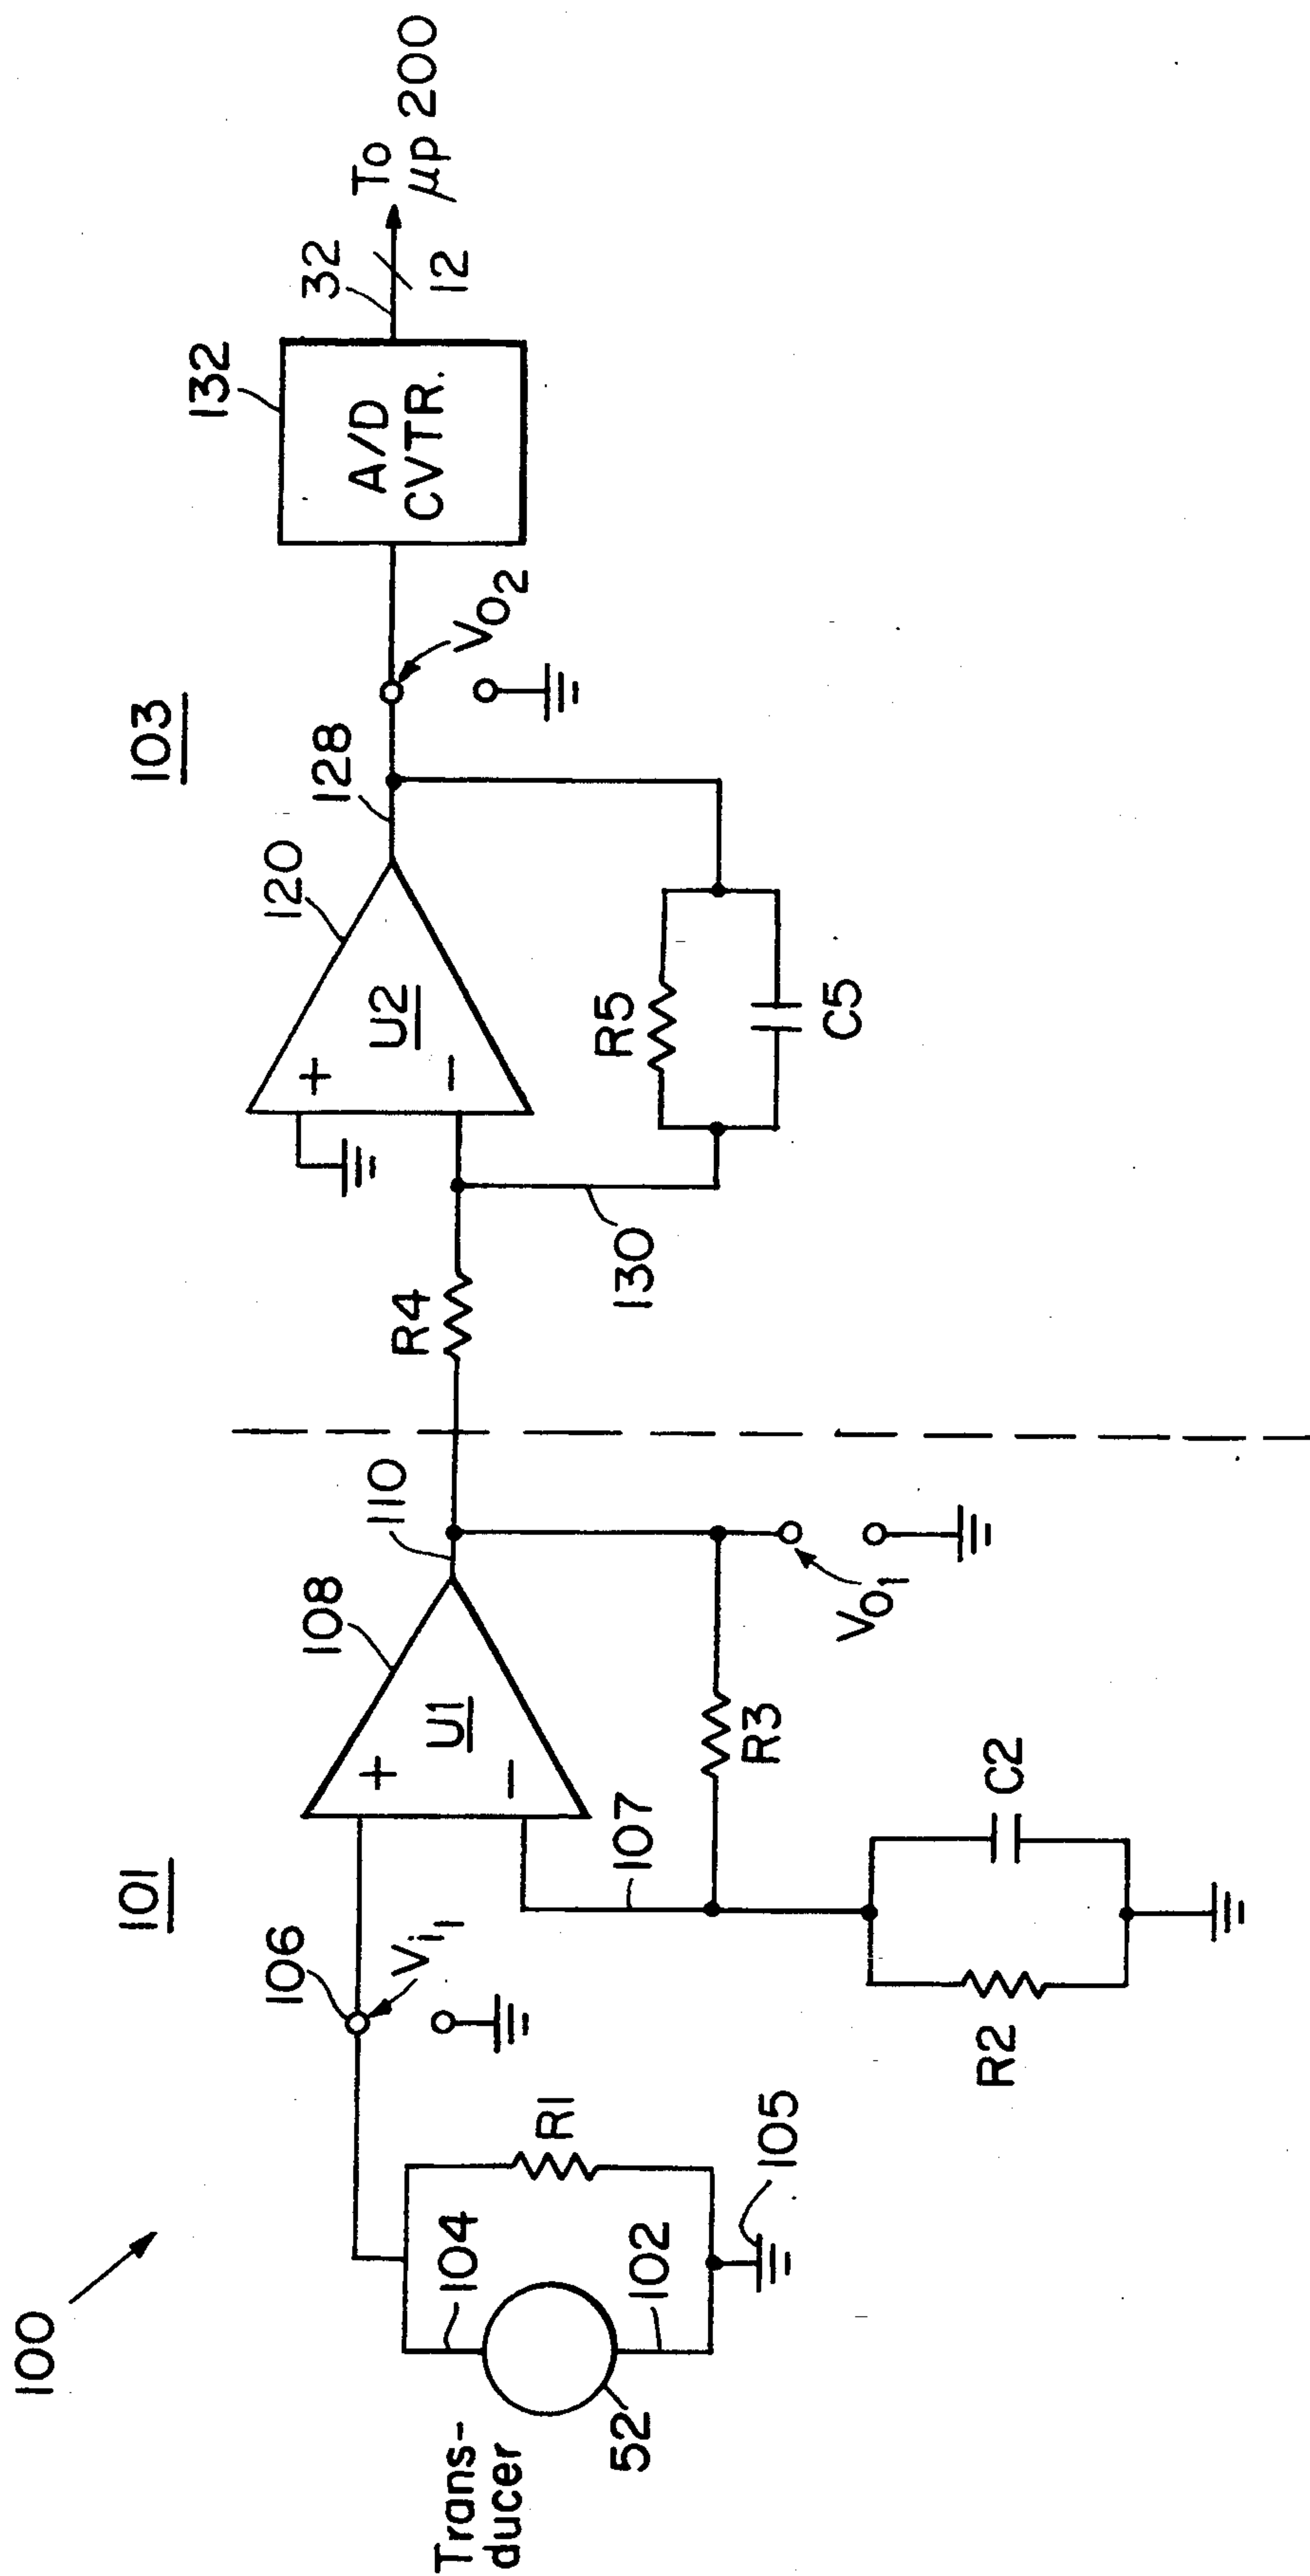 100
101
103
Trans-
ducer
52
104
102
105
R1
106
Vi1
108
+
−
U1
107
110
R3
R2
C2
VO1
R4
130
120
+
−
U2
128
R5
C5
VO2
132
A/D
CVTR.
32
12
To
μp 200